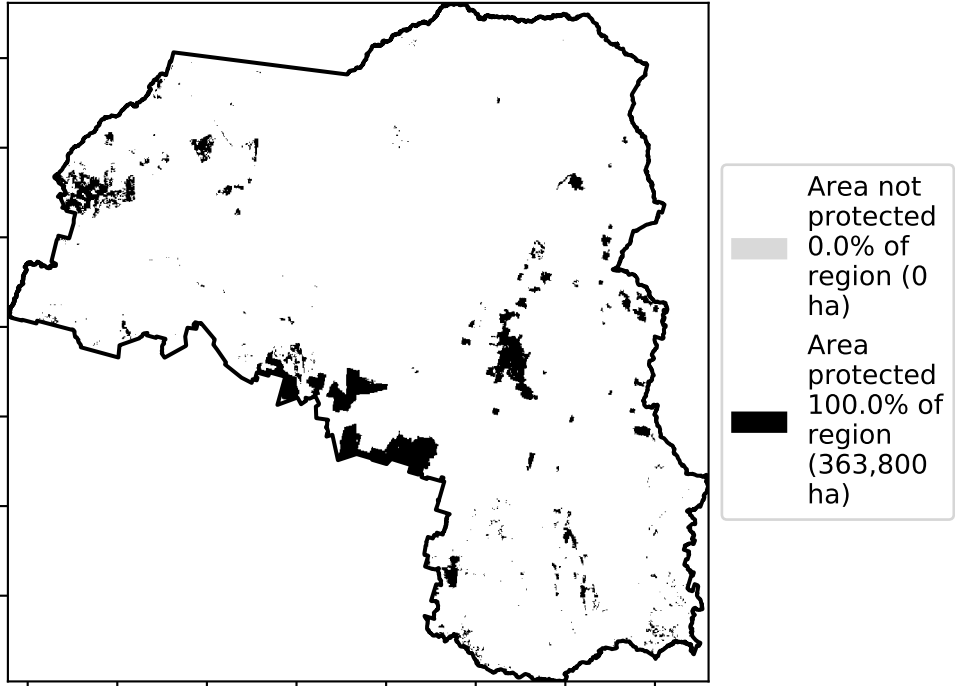 Area not
protected
0.0% of
region (0
ha)
Area
protected
100.0% of
region
(363,800
ha)